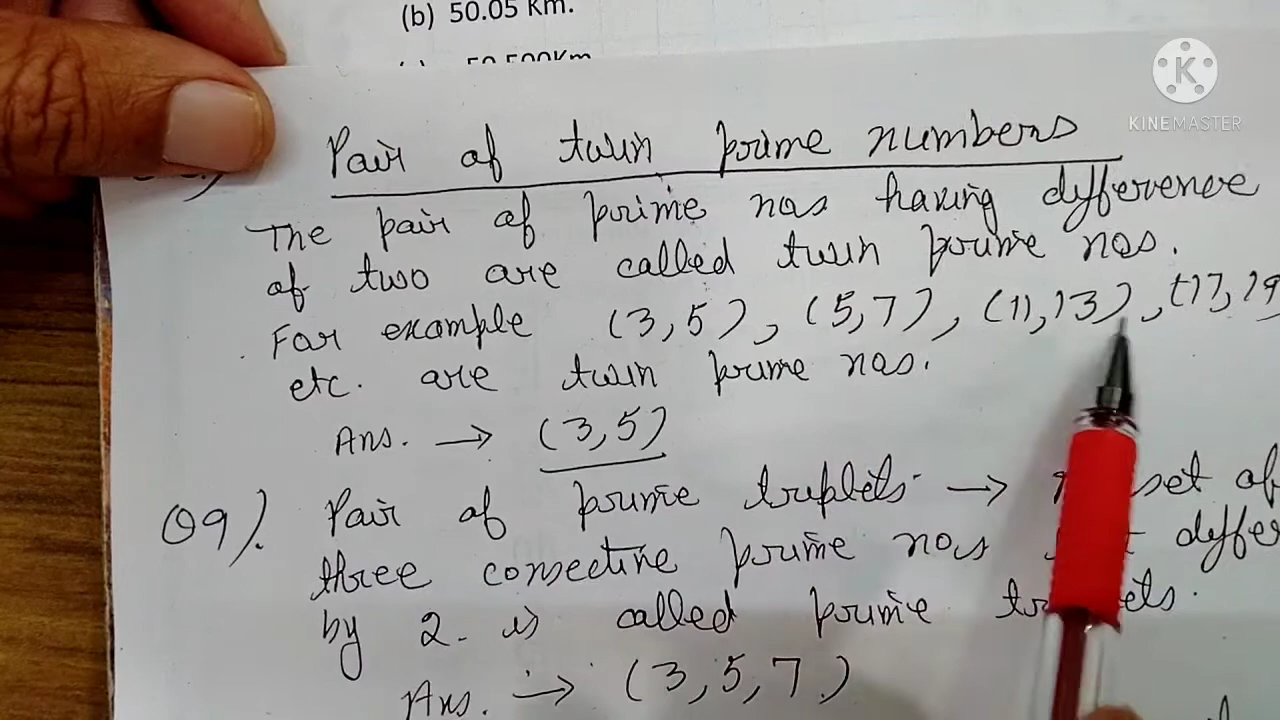 (b) 50.05 Km.
50.500Km
K
KINEMASTER
Pair of twin prime numbers
The pair of prime nos having difference
of two are called twin prime nos.
For example (3,5), (5,7), (11,13), (17,19
etc. are twin prime nos.
Ans. → (3,5)
09). Pair of prime triplets → set of
three consective prime nos differ
by 2. is called prime
Ans. → (3,5,7)